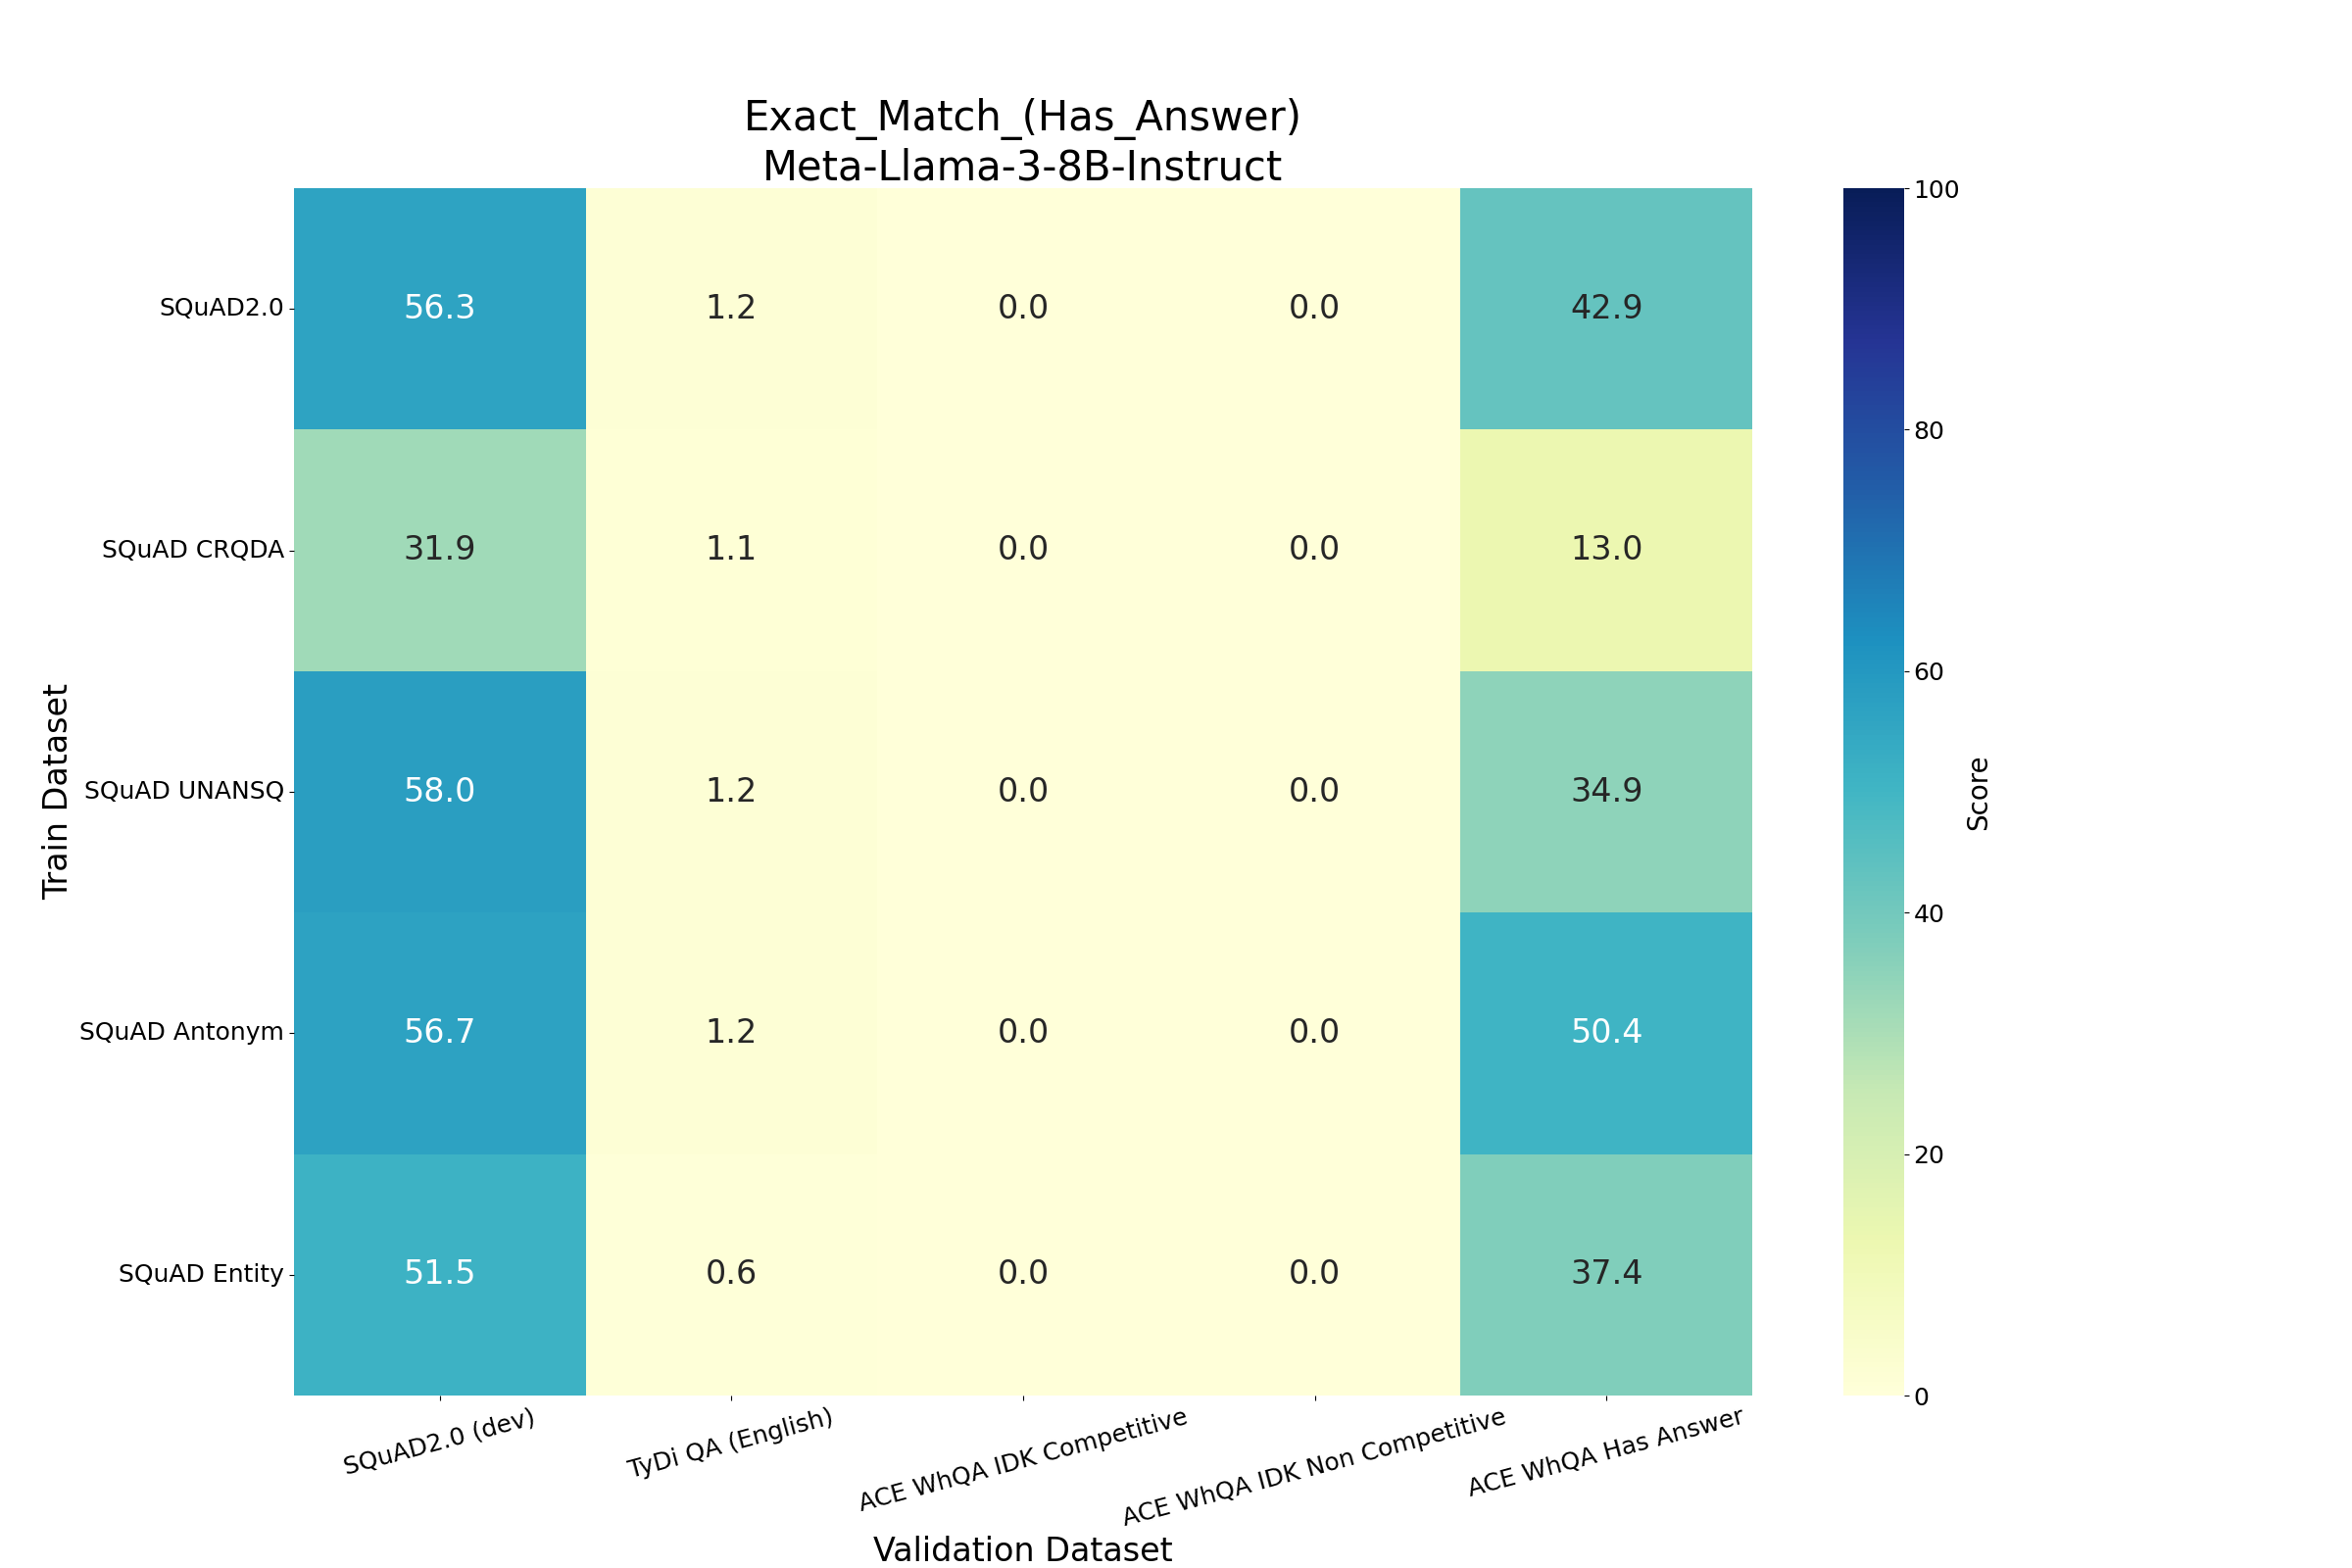 Exact_Match_(Has_Answer)
Meta-Llama-3-8B-Instruct
Train Dataset
SQuAD2.0
56.3
1.2
0.0
0.0
42.9
SQuAD CRQDA
31.9
1.1
0.0
0.0
13.0
SQuAD UNANSQ
58.0
1.2
0.0
0.0
34.9
SQuAD Antonym
56.7
1.2
0.0
0.0
50.4
SQuAD Entity
51.5
0.6
0.0
0.0
37.4
SQuAD2.0 (dev)
TyDi QA (English)
ACE WhQA IDK Competitive
ACE WhQA IDK Non Competitive
ACE WhQA Has Answer
Validation Dataset
100
80
60
40
20
0
Score